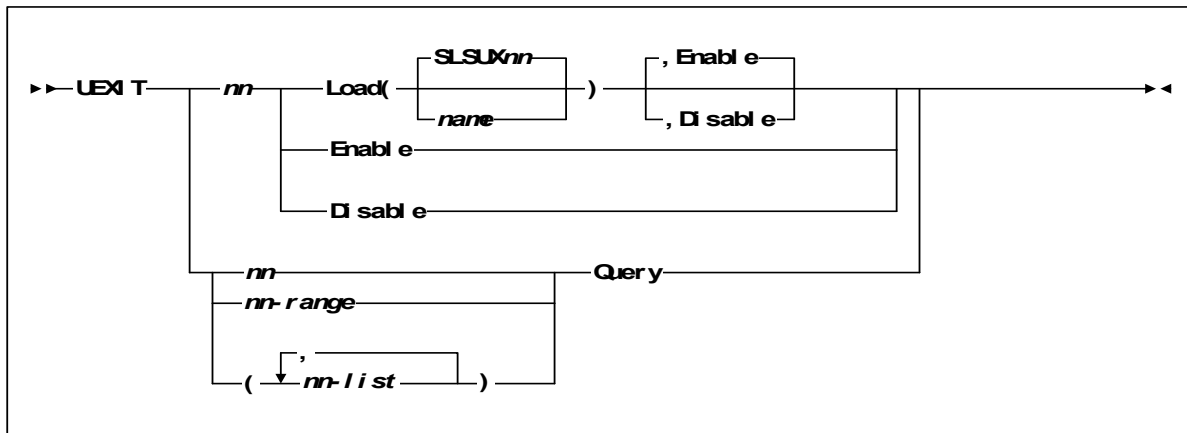 SLSUXnn , Enable
UEXIT nn Load( )
name , Disable
Enable
Disable
nn Query
nn-range
,
( nn-list )